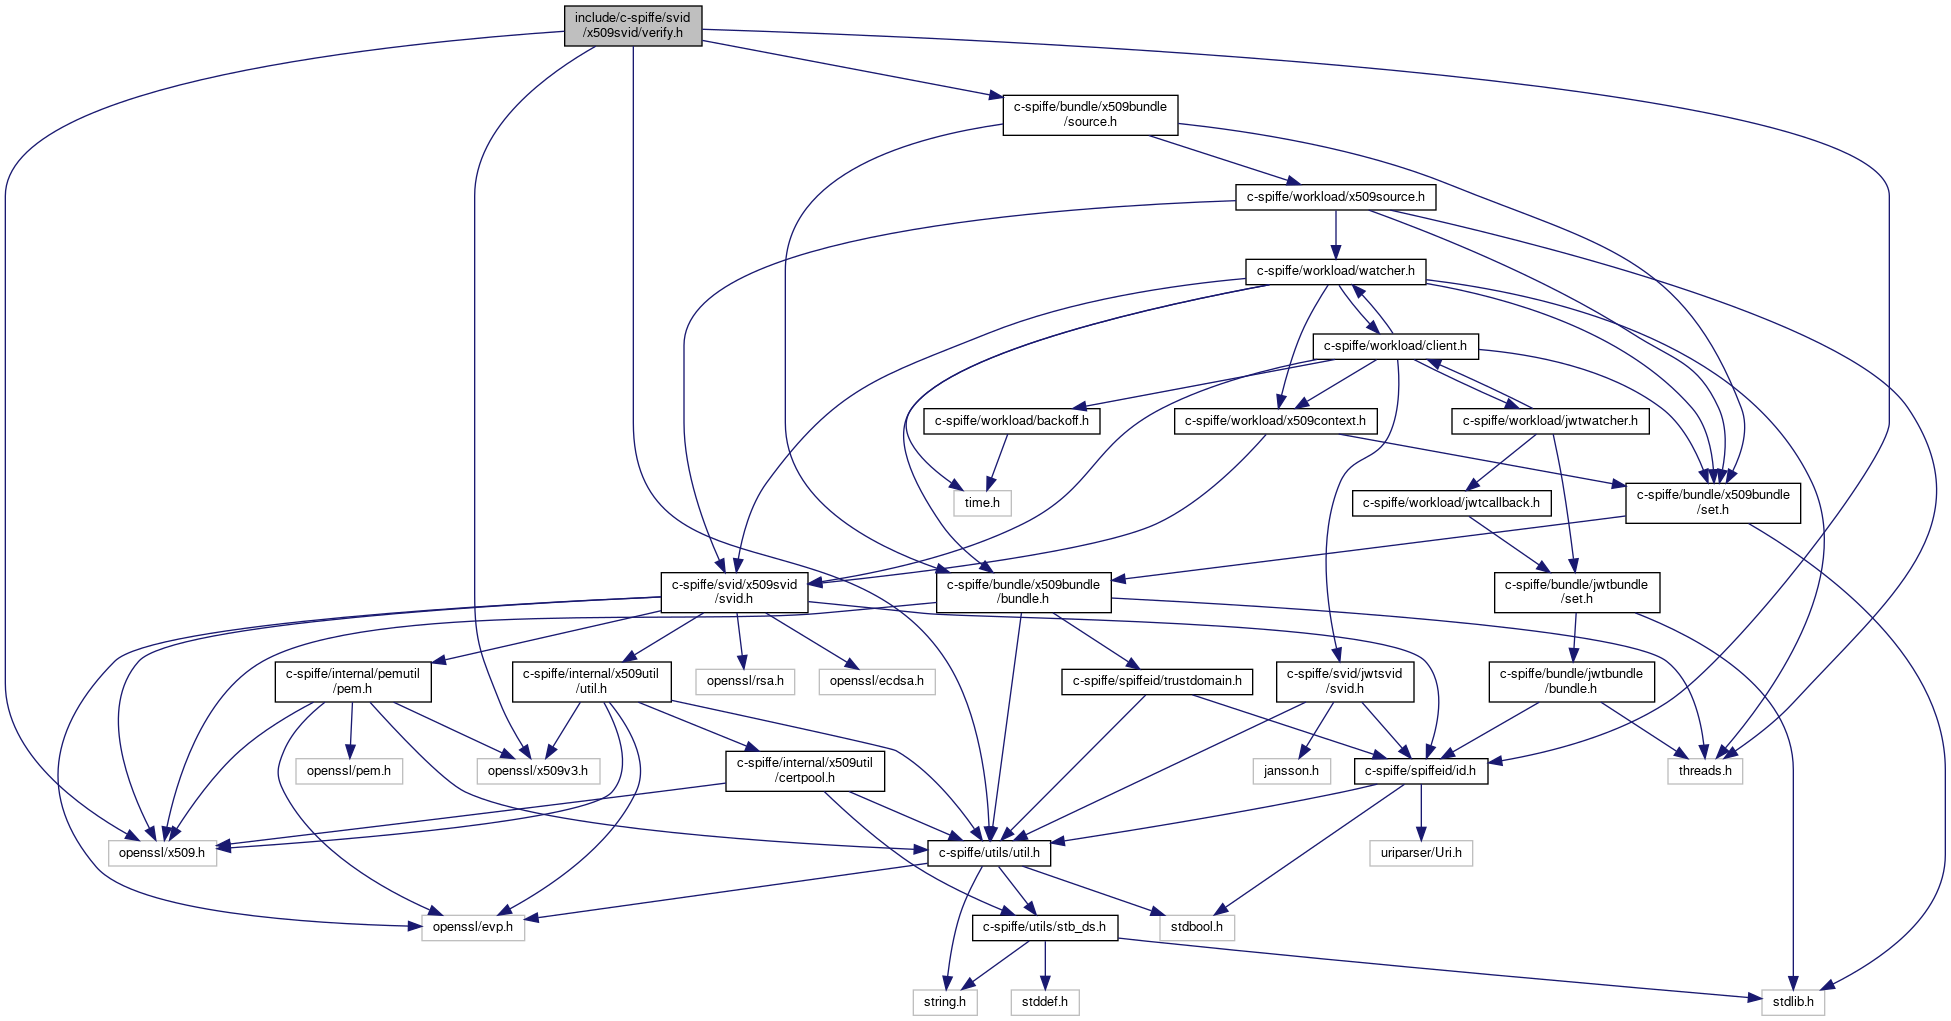 include/c-spiffe/svid
/x509svid/verify.h
c-spiffe/bundle/x509bundle
/source.h
c-spiffe/workload/x509source.h
c-spiffe/workload/watcher.h
c-spiffe/workload/client.h
c-spiffe/workload/backoff.h
c-spiffe/workload/x509context.h
c-spiffe/workload/jwtwatcher.h
time.h
c-spiffe/workload/jwtcallback.h
c-spiffe/bundle/x509bundle
/set.h
c-spiffe/svid/x509svid
/svid.h
c-spiffe/bundle/x509bundle
/bundle.h
c-spiffe/bundle/jwtbundle
/set.h
c-spiffe/internal/pemutil
/pem.h
c-spiffe/internal/x509util
/util.h
openssl/rsa.h
openssl/ecdsa.h
c-spiffe/spiffeid/trustdomain.h
c-spiffe/svid/jwtsvid
/svid.h
c-spiffe/bundle/jwtbundle
/bundle.h
openssl/pem.h
openssl/x509v3.h
c-spiffe/internal/x509util
/certpool.h
jansson.h
c-spiffe/spiffeid/id.h
threads.h
openssl/x509.h
c-spiffe/utils/util.h
uriparser/Uri.h
openssl/evp.h
c-spiffe/utils/stb_ds.h
stdbool.h
string.h
stddef.h
stdlib.h